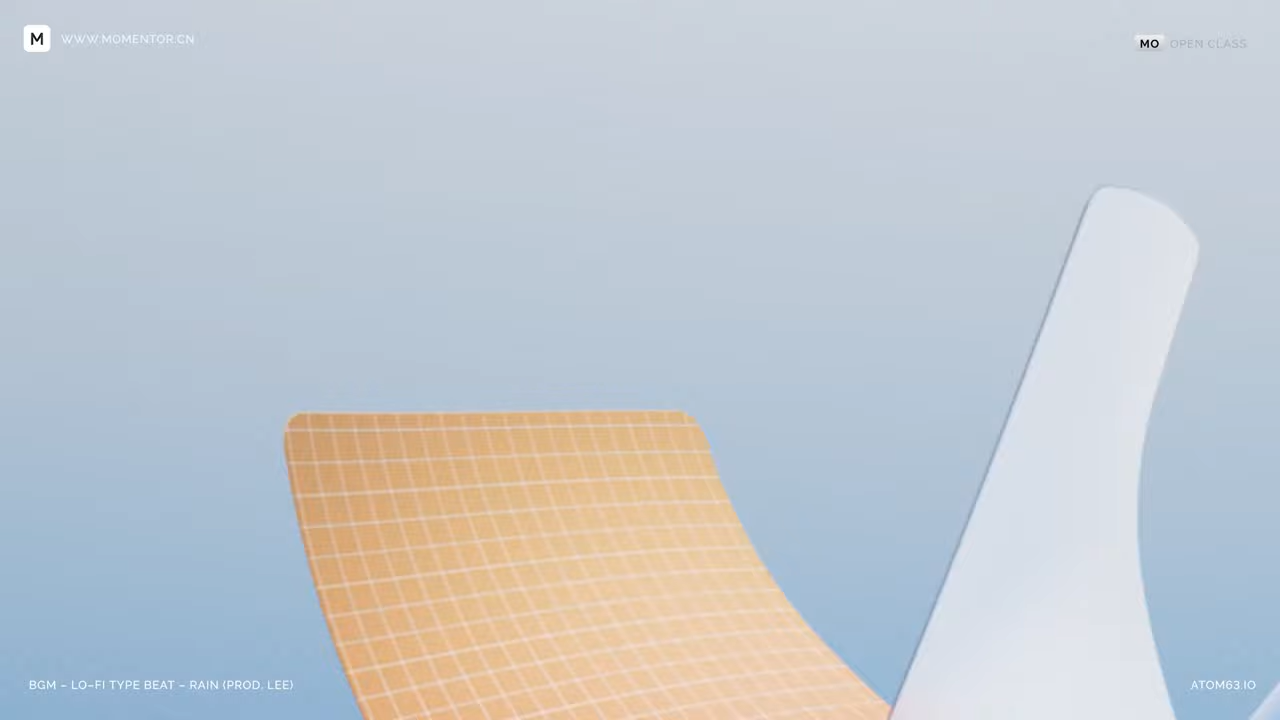 M WWW.MOMENTOR.CN
MO OPEN CLASS
BGM – LO-FI TYPE BEAT – RAIN (PROD. LEE)
ATOM63.IO